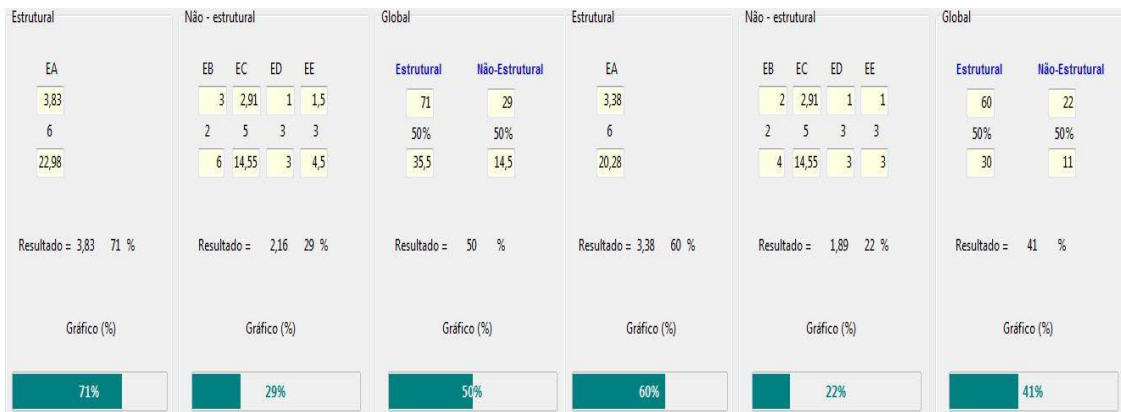 Estrutural Não - estrutural Global Estrutural Não - estrutural Global
EA EB EC ED EE Estrutural Não-Estrutural EA EB EC ED EE Estrutural Não-Estrutural
3,83 3 2,91 1 1,5 71 29 3,38 2 2,91 1 1 60 22
6 2 5 3 3 50% 50% 6 2 5 3 3 50% 50%
22,98 6 14,55 3 4,5 35,5 14,5 20,28 4 14,55 3 3 30 11
Resultado = 3,83 71 % Resultado = 2,16 29 % Resultado = 50 % Resultado = 3,38 60 % Resultado = 1,89 22 % Resultado = 41 %
Gráfico (%) Gráfico (%) Gráfico (%) Gráfico (%) Gráfico (%) Gráfico (%)
71% 29% 50% 60% 22% 41%